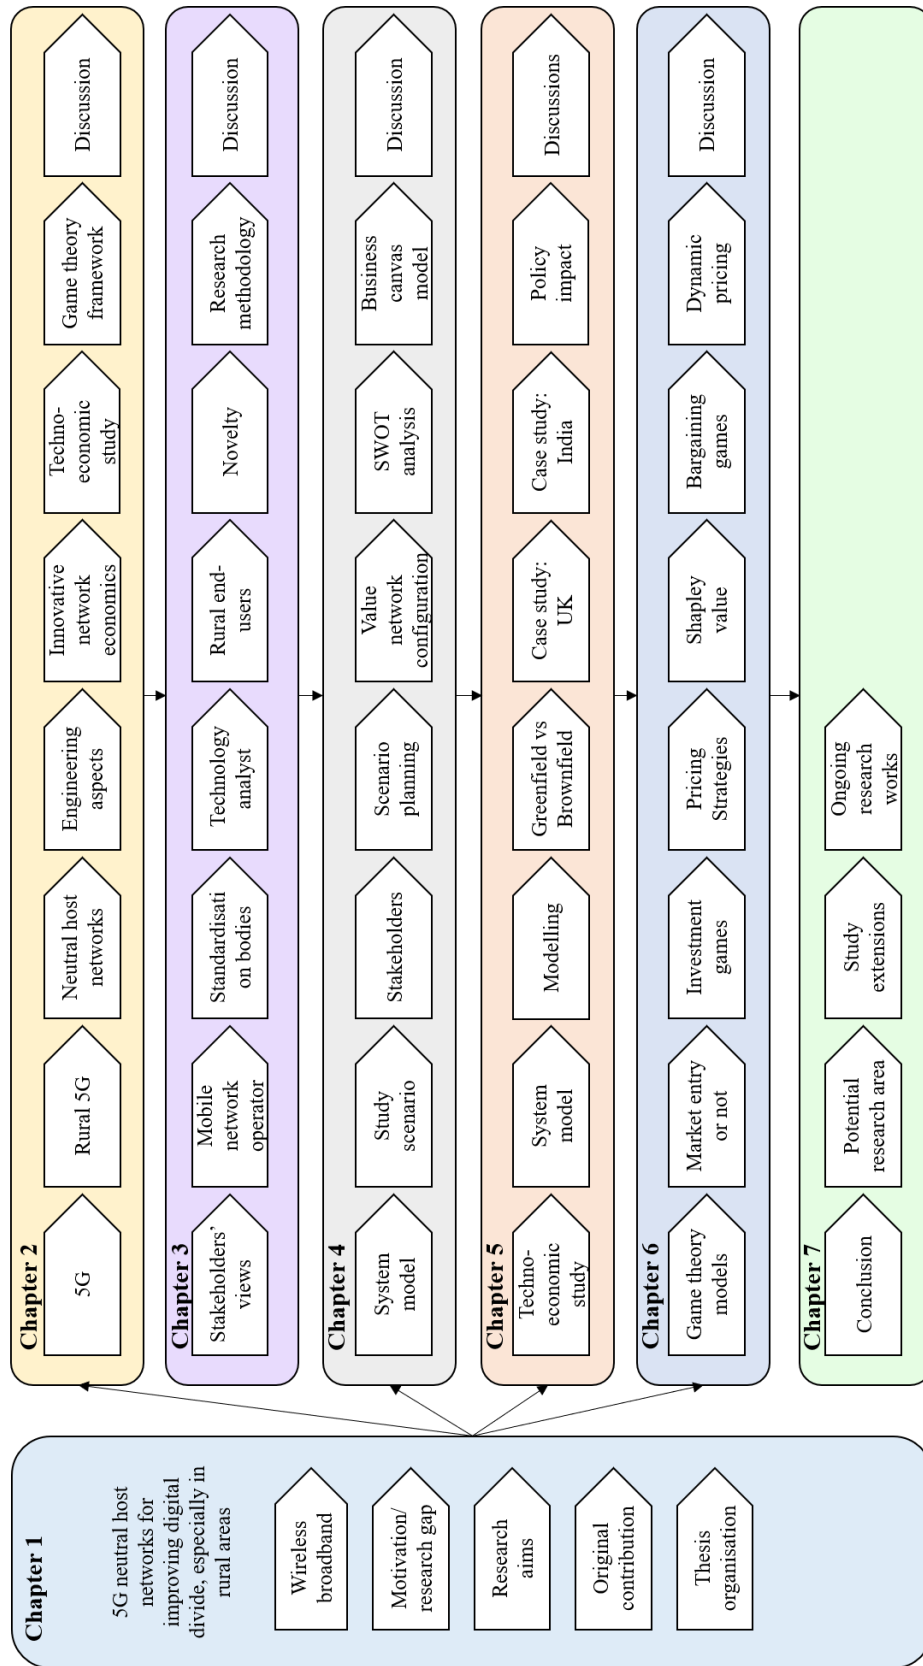 Chapter 1
5G neutral host
networks for
improving digital
divide, especially in
rural areas
Wireless
broadband
Motivation/
research gap
Research
aims
Original
contribution
Thesis
organisation
Chapter 2
5G
Rural 5G
Neutral host
networks
Engineering
aspects
Innovative
network
economics
Techno-
economic
study
Game theory
framework
Discussion
Chapter 3
Stakeholders’
views
Mobile
network
operator
Standardisati
on bodies
Technology
analyst
Rural end-
users
Novelty
Research
methodology
Discussion
Chapter 4
System
model
Study
scenario
Stakeholders
Scenario
planning
Value
network
configuration
SWOT
analysis
Business
canvas
model
Discussion
Chapter 5
Techno-
economic
study
System
model
Modelling
Greenfield vs
Brownfield
Case study:
UK
Case study:
India
Policy
impact
Discussions
Chapter 6
Game theory
models
Market entry
or not
Investment
games
Pricing
Strategies
Shapley
value
Bargaining
games
Dynamic
pricing
Discussion
Chapter 7
Conclusion
Potential
research area
Study
extensions
Ongoing
research
works